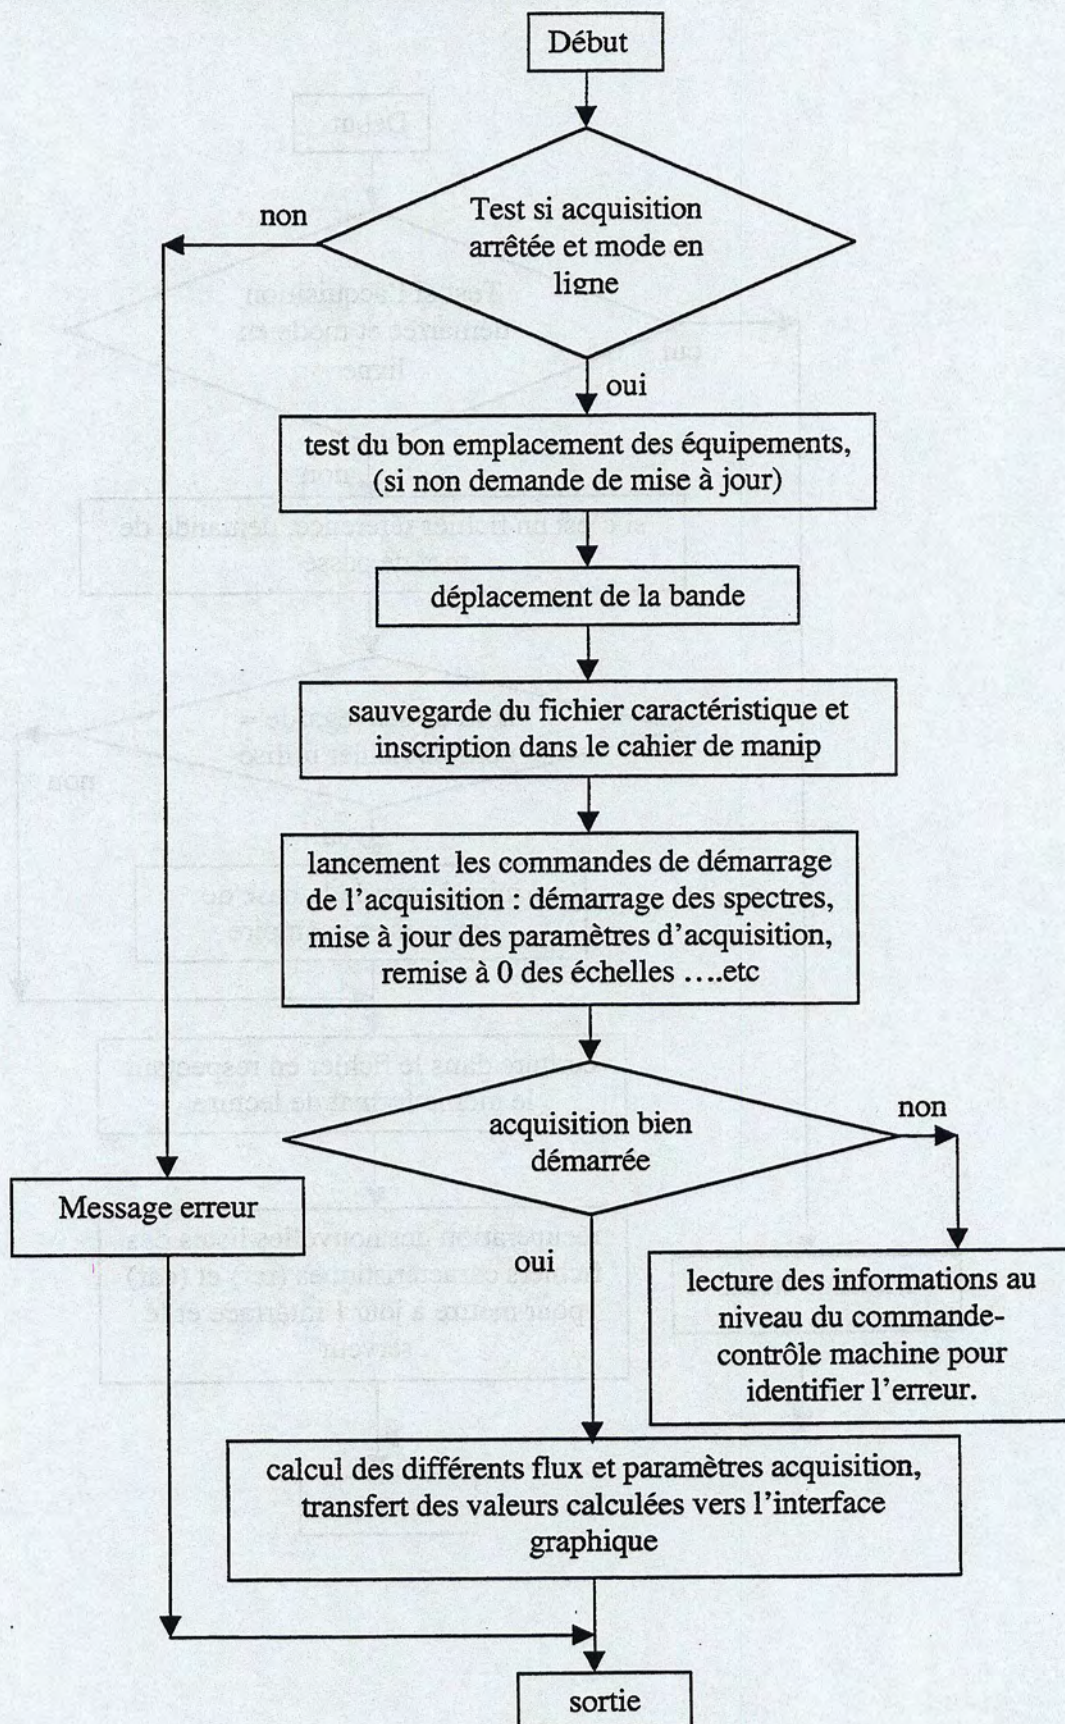 Début
non
Test si acquisition
arrêtée et mode en
ligne
oui
test du bon emplacement des équipements,
(si non demande de mise à jour)
déplacement de la bande
sauvegarde du fichier caractéristique et
inscription dans le cahier de manip
lancement les commandes de démarrage
de l’acquisition : démarrage des spectres,
mise à jour des paramètres d’acquisition,
remise à 0 des échelles ….etc
acquisition bien
démarrée
non
Message erreur
oui
lecture des informations au
niveau du commande-
contrôle machine pour
identifier l’erreur.
calcul des différents flux et paramètres acquisition,
transfert des valeurs calculées vers l’interface
graphique
sortie